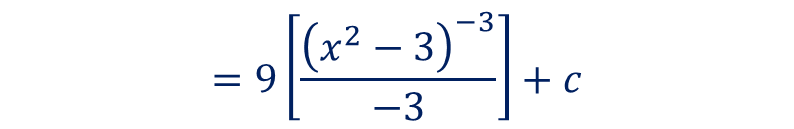 = 9 [(x² − 3)⁻³ / −3] + c